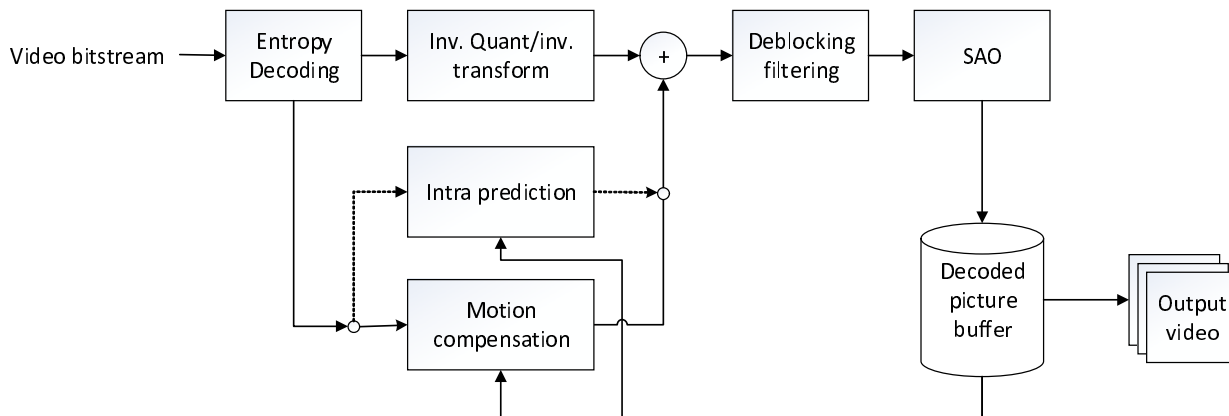 Video bitstream
Entropy
Decoding
Inv. Quant/inv.
transform
+
Deblocking
filtering
SAO
Intra prediction
Motion
compensation
Decoded
picture
buffer
Output
video